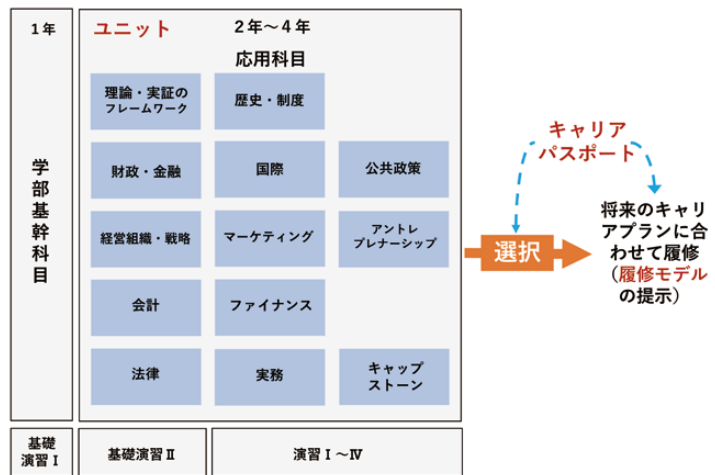 1年
ユニット
2年～4年
応用科目
学部基幹科目
理論・実証の
フレームワーク
歴史・制度
財政・金融
国際
公共政策
経営組織・戦略
マーケティング
アントレ
プレナーシップ
会計
ファイナンス
法律
実務
キャップ
ストーン
基礎
演習Ⅰ
基礎演習Ⅱ
演習Ⅰ～Ⅳ
選択
キャリア
パスポート
将来のキャリ
アプランに合
わせて履修
（履修モデル
の提示）